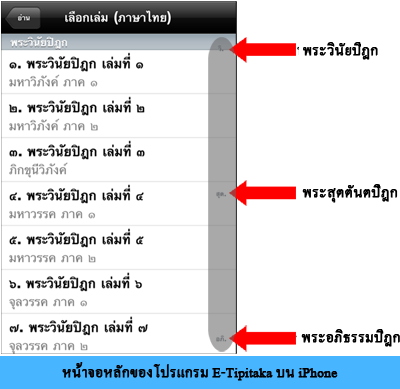 อ่าน เลือกเล่ม (ภาษาไทย)
พระวินัยปิฎก
๑. พระวินัยปิฎก เล่มที่ ๑
มหาวิภังค์ ภาค ๑
๒. พระวินัยปิฎก เล่มที่ ๒
มหาวิภังค์ ภาค ๒
๓. พระวินัยปิฎก เล่มที่ ๓
ภิกขุนีวิภังค์
๔. พระวินัยปิฎก เล่มที่ ๔
มหาวรรค ภาค ๑
๕. พระวินัยปิฎก เล่มที่ ๕
มหาวรรค ภาค ๒
๖. พระวินัยปิฎก เล่มที่ ๖
จุลวรรค ภาค ๑
๗. พระวินัยปิฎก เล่มที่ ๗
จุลวรรค ภาค ๒
พระวินัยปิฎก
สุต.
พระสุตตันตปิฎก
อภิ.
พระอภิธรรมปิฎก
หน้าจอหลักของโปรแกรม E-Tipitaka บน iPhone